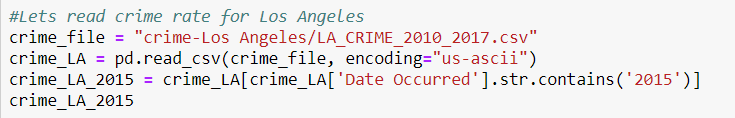 #Lets read crime rate for Los Angeles
crime_file = "crime-Los Angeles/LA_CRIME_2010_2017.csv"
crime_LA = pd.read_csv(crime_file, encoding="us-ascii")
crime_LA_2015 = crime_LA[crime_LA['Date Occurred'].str.contains('2015')]
crime_LA_2015